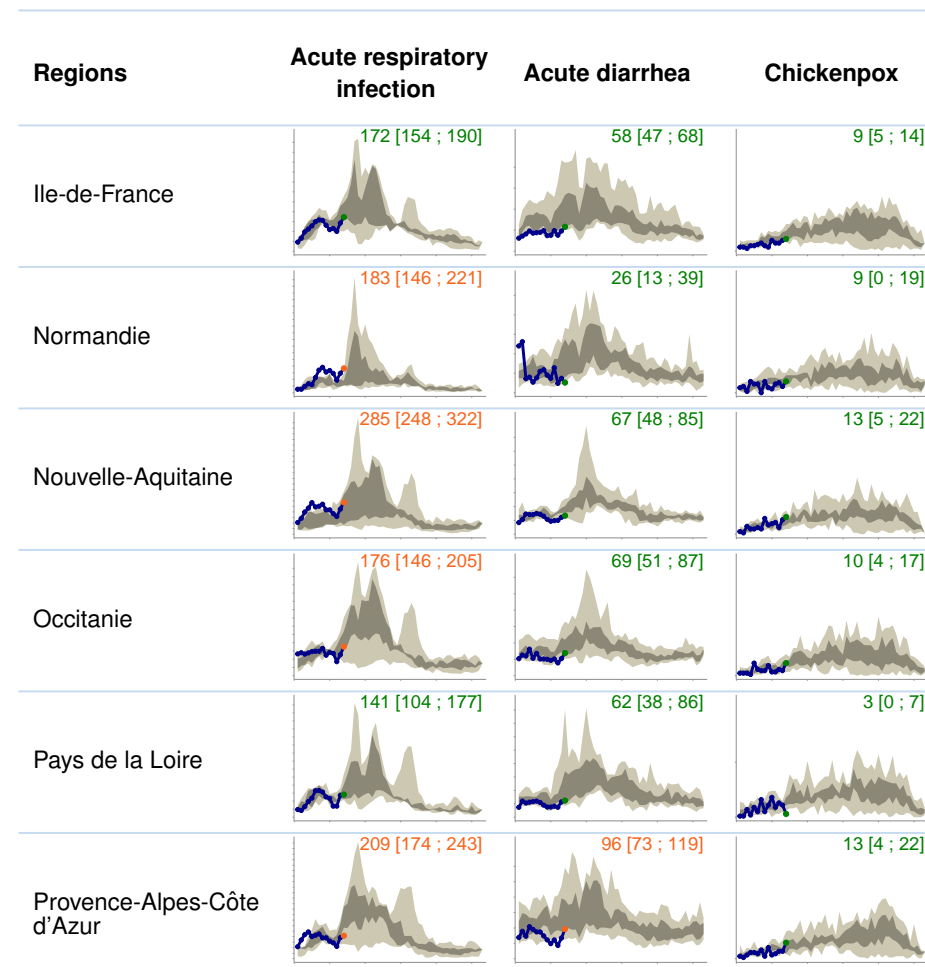 Regions
Acute respiratory
infection
Acute diarrhea
Chickenpox
Ile-de-France
172 [154 ; 190]
58 [47 ; 68]
9 [5 ; 14]
Normandie
183 [146 ; 221]
26 [13 ; 39]
9 [0 ; 19]
Nouvelle-Aquitaine
285 [248 ; 322]
67 [48 ; 85]
13 [5 ; 22]
Occitanie
176 [146 ; 205]
69 [51 ; 87]
10 [4 ; 17]
Pays de la Loire
141 [104 ; 177]
62 [38 ; 86]
3 [0 ; 7]
Provence-Alpes-Côte
d'Azur
209 [174 ; 243]
96 [73 ; 119]
13 [4 ; 22]